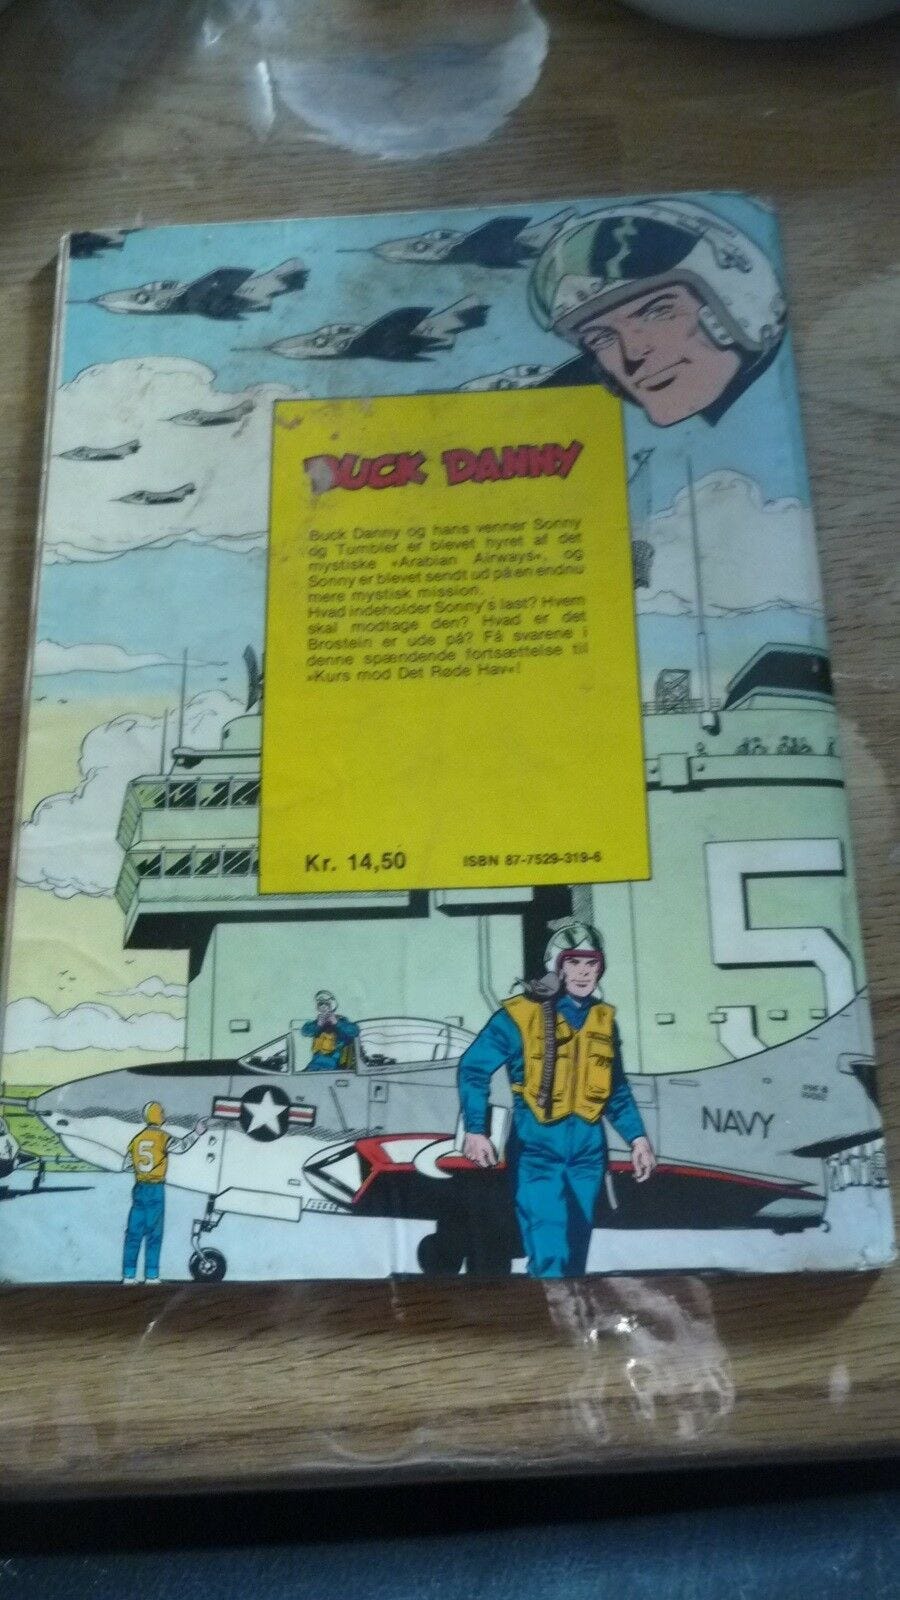 BUCK DANNY
Buck Danny og hans venner Sonny
og Tumbler er blevet hyret af det
mystiske »Arabian Airways«, og
Sonny er blevet sendt ud på en endnu
mere mystisk mission.
Hvad indeholder Sonny's last? Hvem
skal modtage den? Hvad er det
Brostein er ude på? Få svarene i
denne spændende fortsættelse til
»Kurs mod Det Røde Hav«!
Kr. 14,50 ISBN 87-7529-319-6
5
5
NAVY